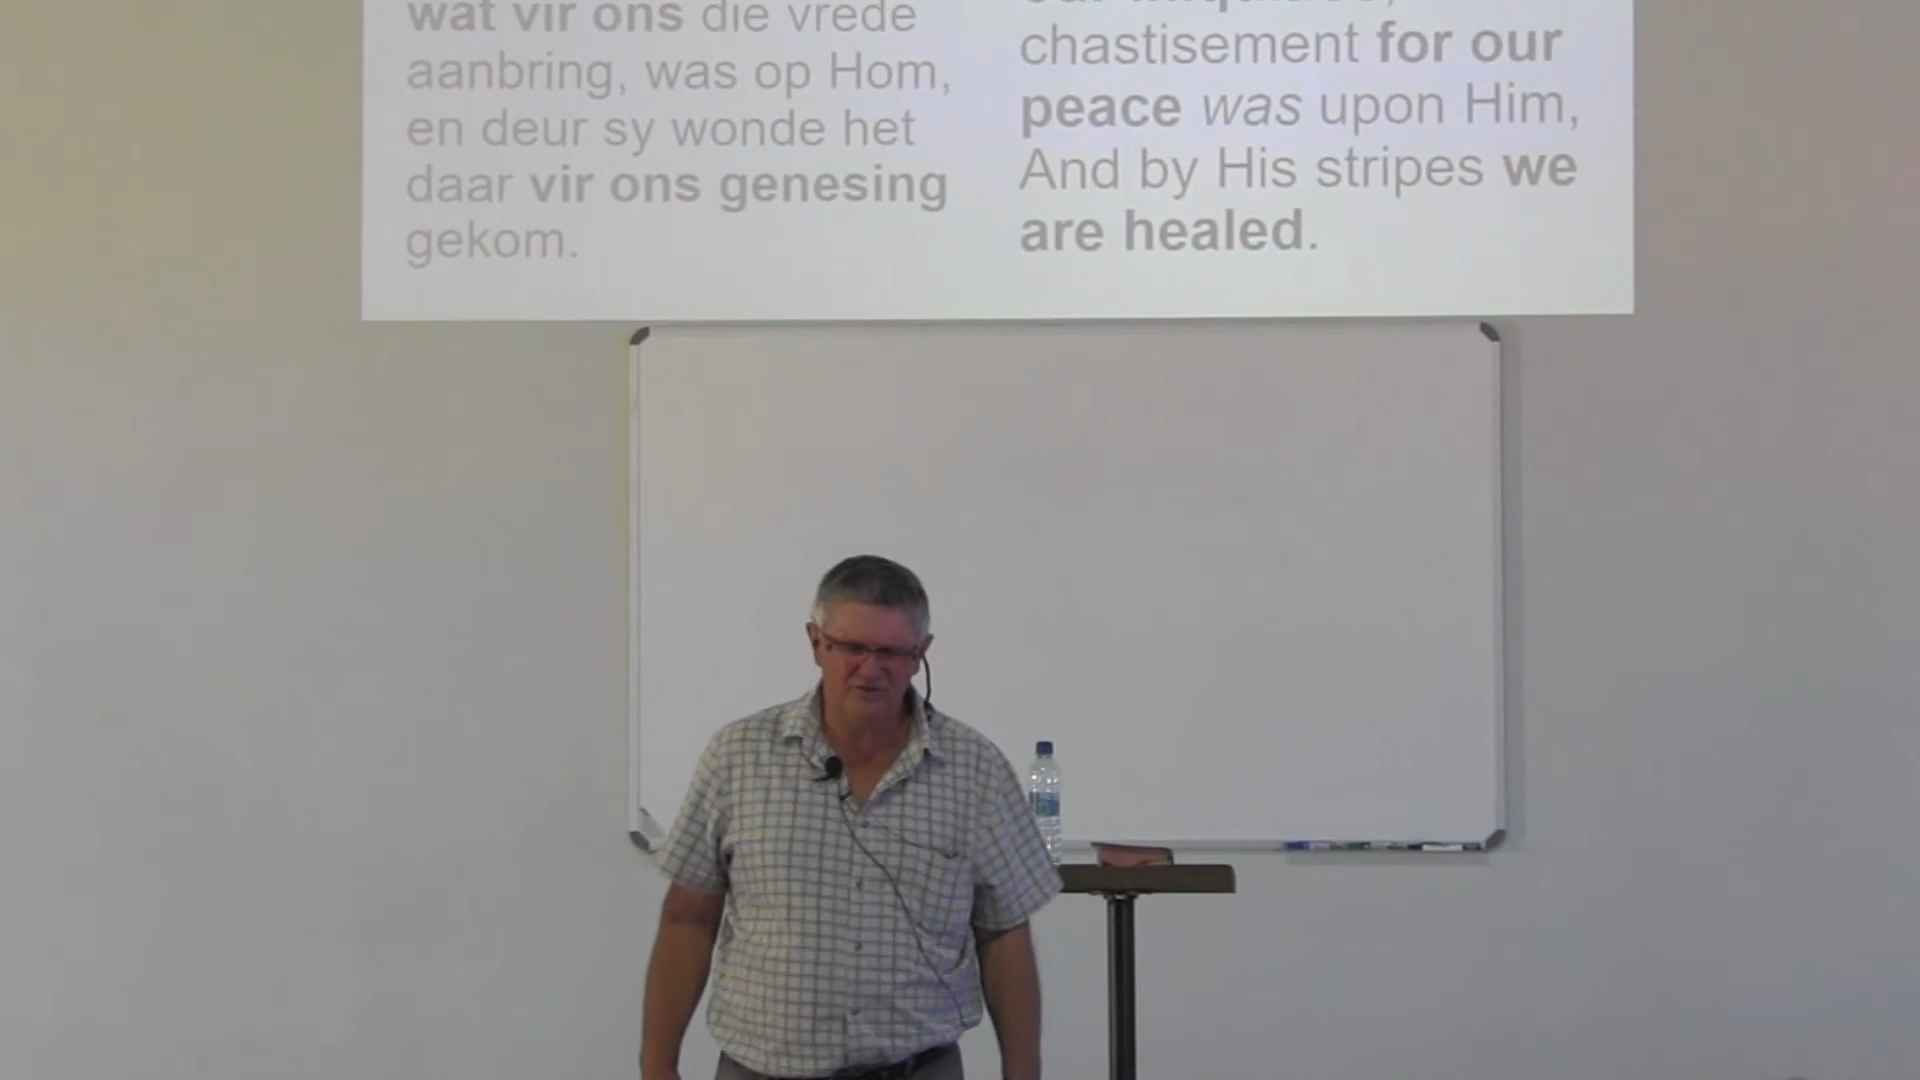 wat vir ons die vrede
aanbring, was op Hom,
en deur sy wonde het
daar vir ons genesing
gekom.
chastisement for our
peace was upon Him,
And by His stripes we
are healed.